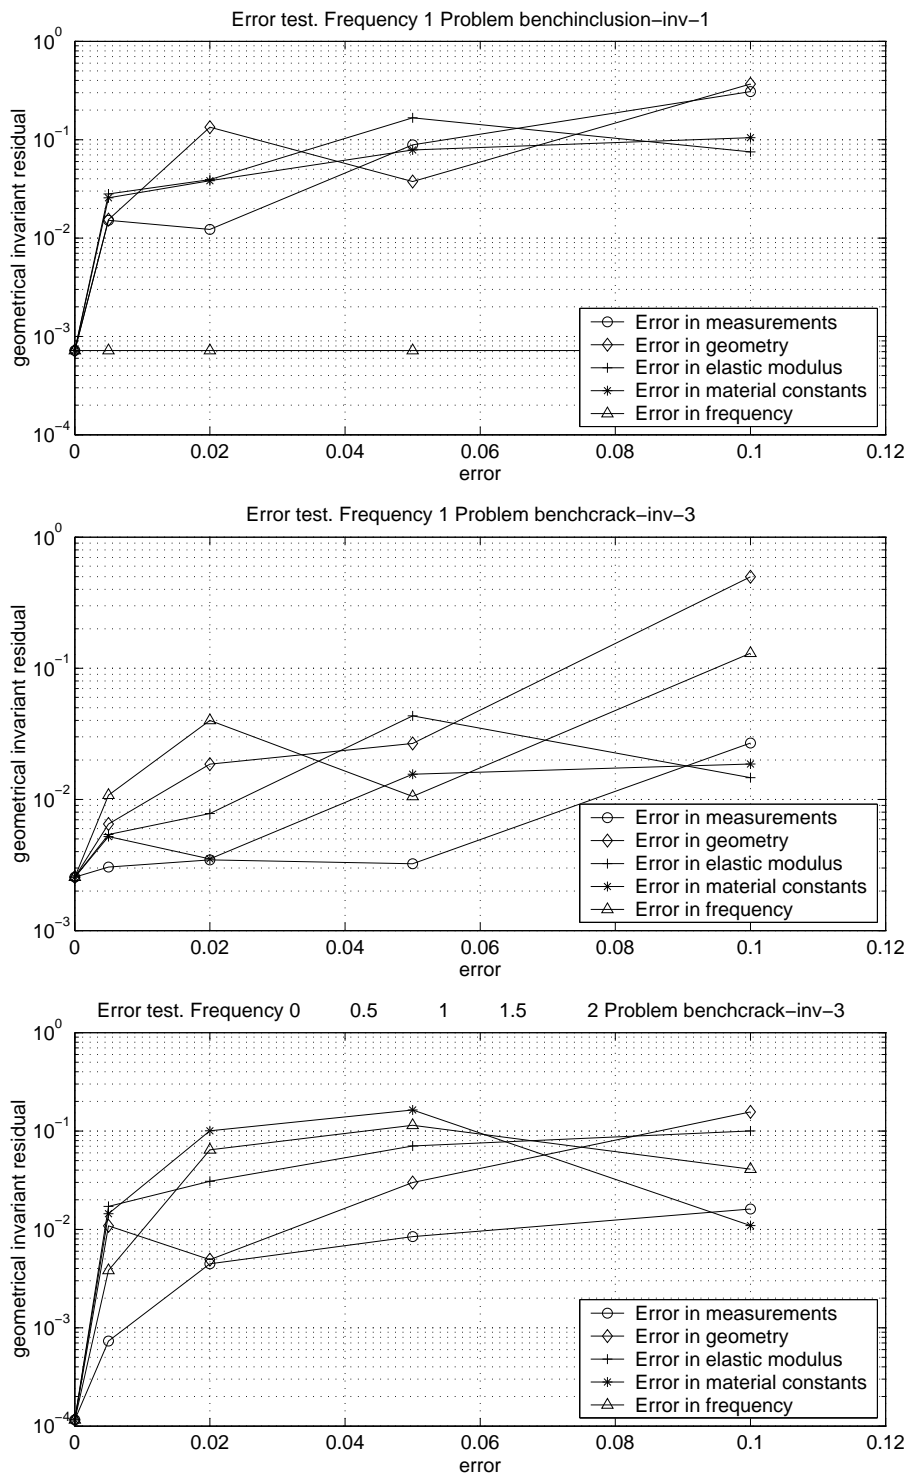 Error test. Frequency 1 Problem benchinclusion−inv−1
10^0
10^−1
10^−2
10^−3
10^−4
geometrical invariant residual
Error in measurements
Error in geometry
Error in elastic modulus
Error in material constants
Error in frequency
0 0.02 0.04 0.06 0.08 0.1 0.12
error
Error test. Frequency 1 Problem benchcrack−inv−3
10^0
10^−1
10^−2
10^−3
geometrical invariant residual
Error in measurements
Error in geometry
Error in elastic modulus
Error in material constants
Error in frequency
0 0.02 0.04 0.06 0.08 0.1 0.12
error
Error test. Frequency 0 0.5 1 1.5 2 Problem benchcrack−inv−3
10^0
10^−1
10^−2
10^−3
10^−4
geometrical invariant residual
Error in measurements
Error in geometry
Error in elastic modulus
Error in material constants
Error in frequency
0 0.02 0.04 0.06 0.08 0.1 0.12
error